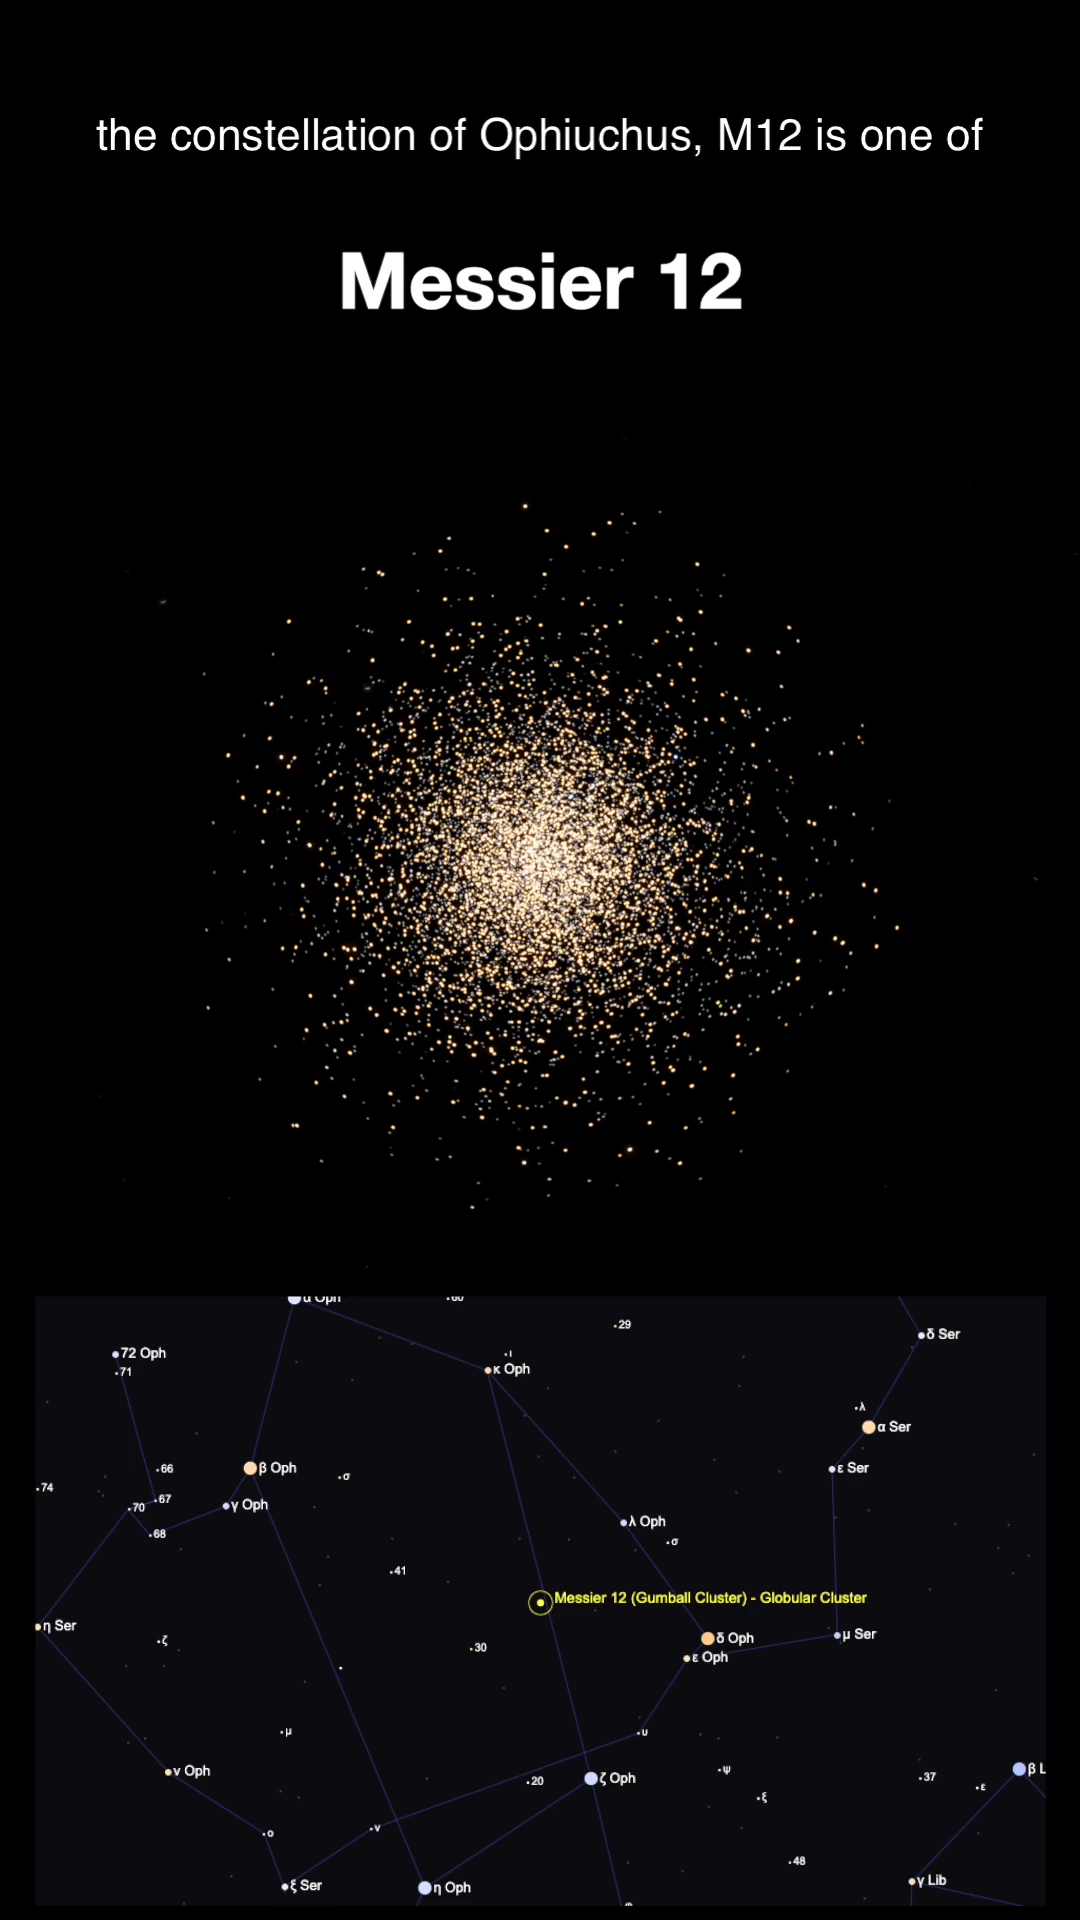 the constellation of Ophiuchus, M12 is one of
Messier 12
α Oph
60
29
δ Ser
72 Oph
71
ι
κ Oph
λ
α Ser
66
β Oph
σ
ε Ser
74
67
70
γ Oph
68
λ Oph
σ
41
Messier 12 (Gumball Cluster) - Globular Cluster
η Ser
ζ
30
δ Oph
μ Ser
ε Oph
μ
υ
ν Oph
20
ζ Oph
ψ
ξ
37
ε
β L
ο
ν
48
ξ Ser
η Oph
γ Lib
φ